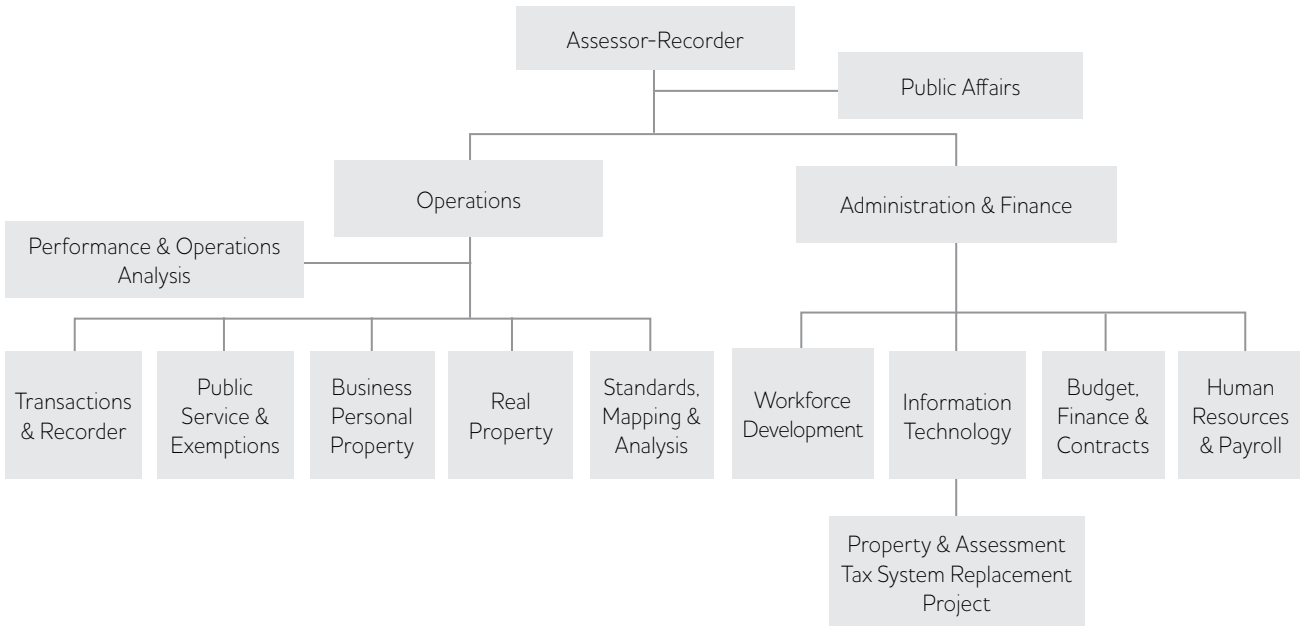 Assessor-Recorder
Public Affairs
Operations
Administration & Finance
Performance & Operations
Analysis
Transactions
& Recorder
Public
Service &
Exemptions
Business
Personal
Property
Real
Property
Standards,
Mapping &
Analysis
Workforce
Development
Information
Technology
Budget,
Finance &
Contracts
Human
Resources
& Payroll
Property & Assessment
Tax System Replacement
Project